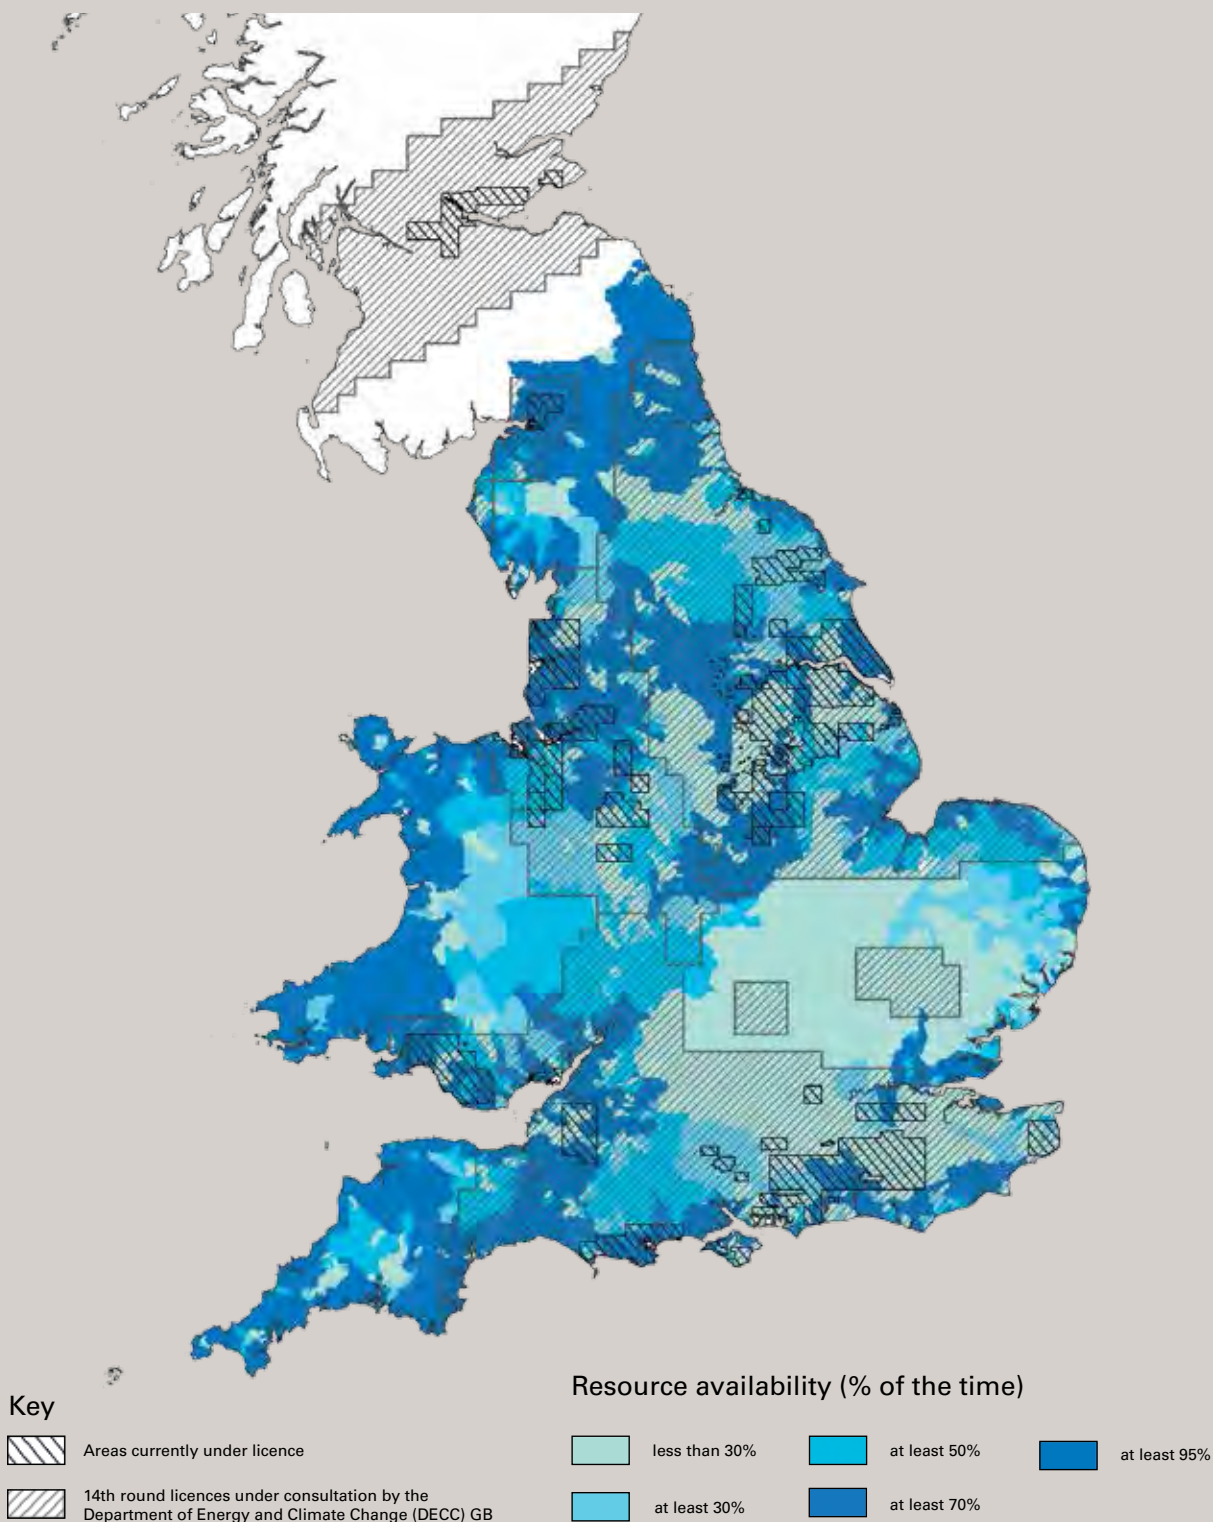 Key
Areas currently under licence
14th round licences under consultation by the
Department of Energy and Climate Change (DECC) GB
Resource availability (% of the time)
less than 30%
at least 50%
at least 95%
at least 30%
at least 70%